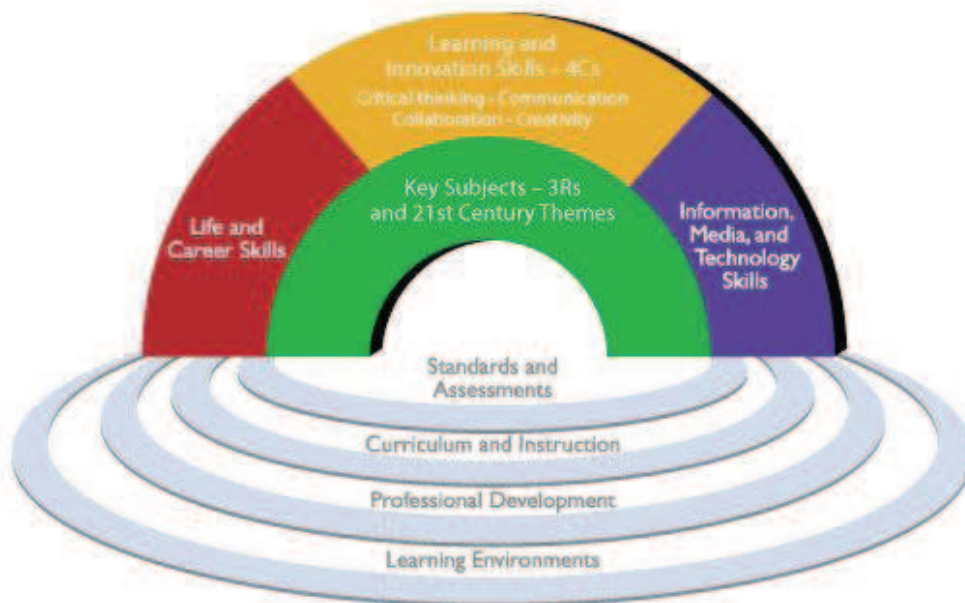 Learning and
Innovation Skills – 4Cs
Critical thinking - Communication
Collaboration - Creativity
Key Subjects – 3Rs
and 21st Century Themes
Life and
Career Skills
Information,
Media, and
Technology
Skills
Standards and
Assessments
Curriculum and Instruction
Professional Development
Learning Environments